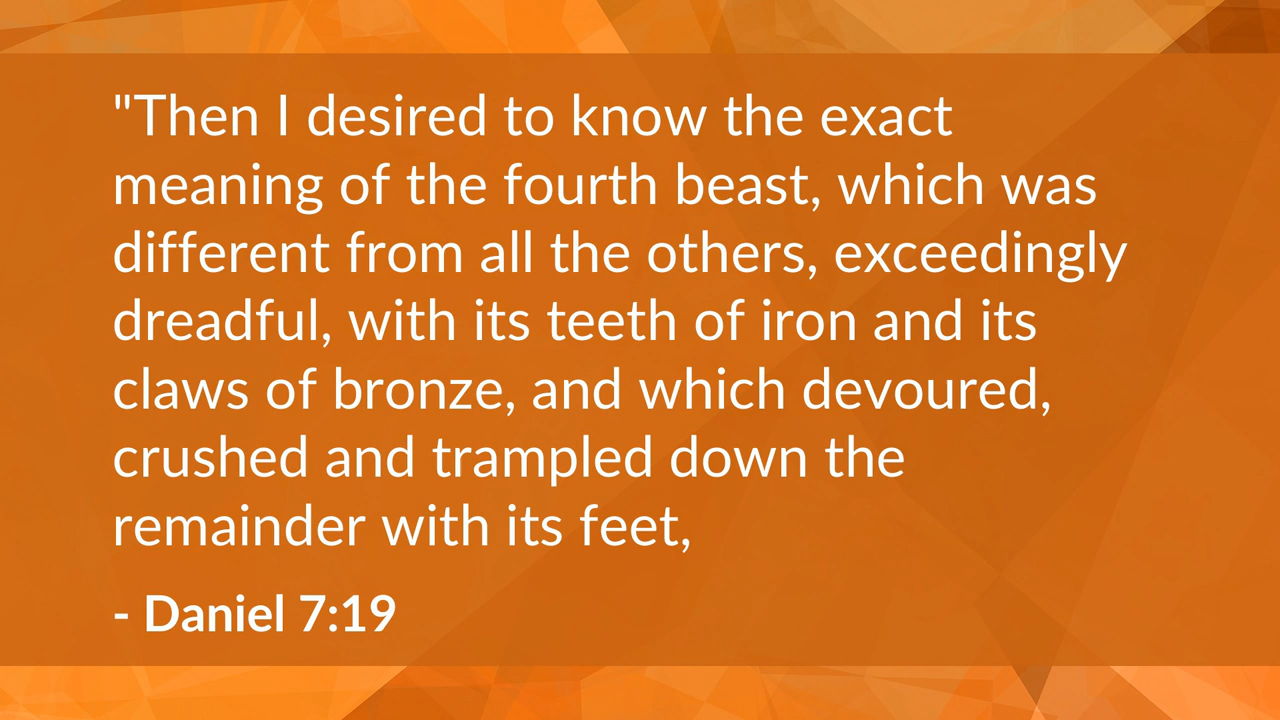 "Then I desired to know the exact
meaning of the fourth beast, which was
different from all the others, exceedingly
dreadful, with its teeth of iron and its
claws of bronze, and which devoured,
crushed and trampled down the
remainder with its feet,
- Daniel 7:19